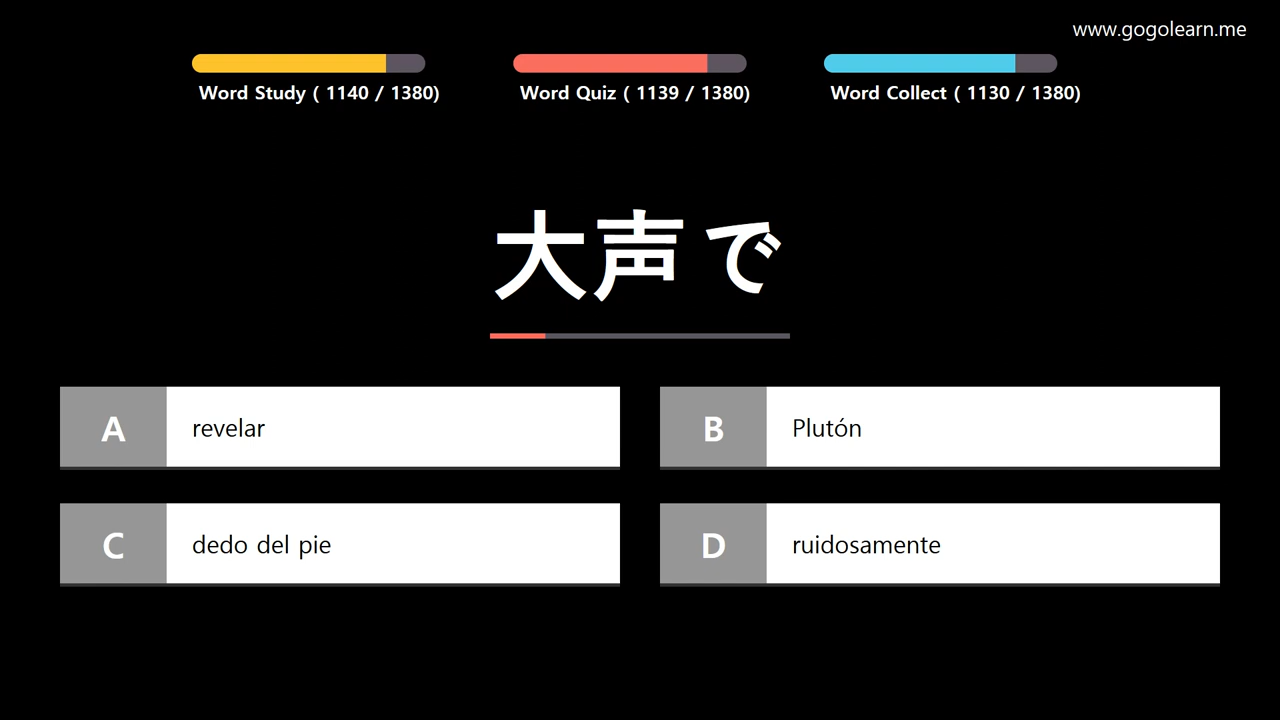 www.gogolearn.me
Word Study ( 1140 / 1380)
Word Quiz ( 1139 / 1380)
Word Collect ( 1130 / 1380)
大声で
A revelar
B Plutón
C dedo del pie
D ruidosamente